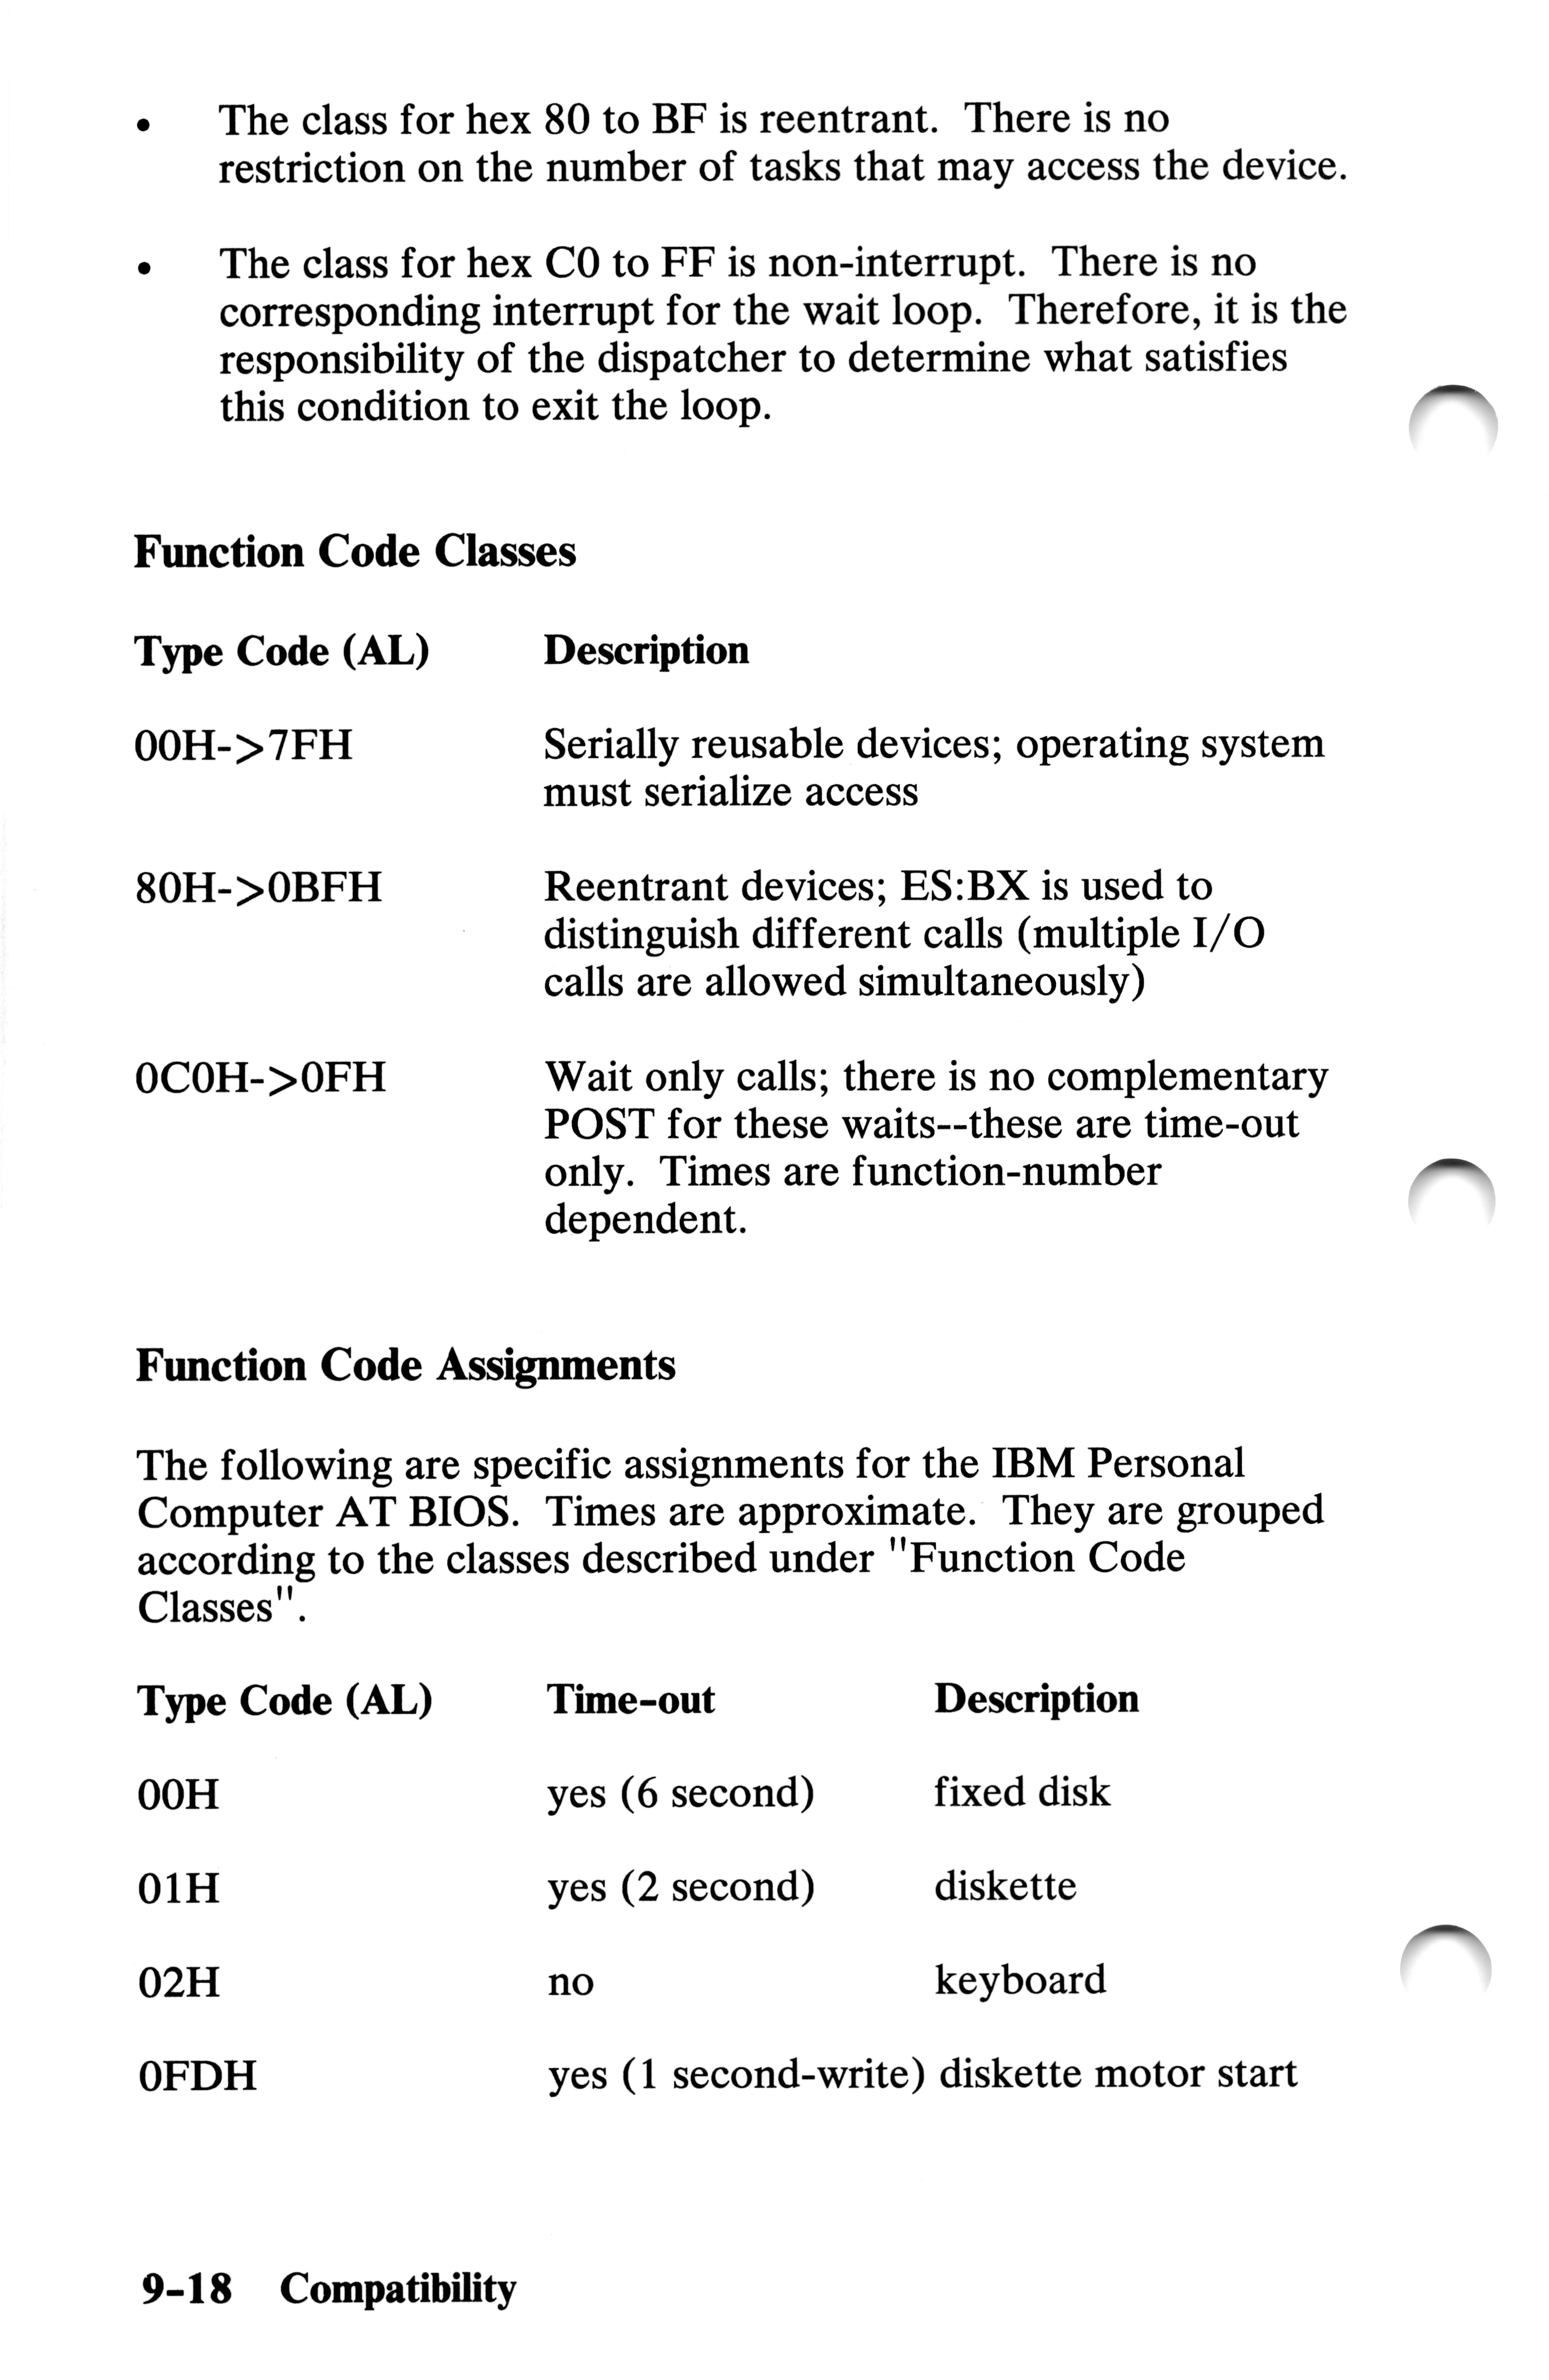 • The class for hex 80 to BF is reentrant. There is no
restriction on the number of tasks that may access the device.
• The class for hex C0 to FF is non-interrupt. There is no
corresponding interrupt for the wait loop. Therefore, it is the
responsibility of the dispatcher to determine what satisfies
this condition to exit the loop.
Function Code Classes
Type Code (AL) Description
00H->7FH Serially reusable devices; operating system
must serialize access
80H->0BFH Reentrant devices; ES:BX is used to
distinguish different calls (multiple I/O
calls are allowed simultaneously)
0C0H->0FH Wait only calls; there is no complementary
POST for these waits--these are time-out
only. Times are function-number
dependent.
Function Code Assignments
The following are specific assignments for the IBM Personal
Computer AT BIOS. Times are approximate. They are grouped
according to the classes described under "Function Code
Classes".
Type Code (AL) Time-out Description
00H yes (6 second) fixed disk
01H yes (2 second) diskette
02H no keyboard
0FDH yes (1 second-write) diskette motor start
9-18 Compatibility